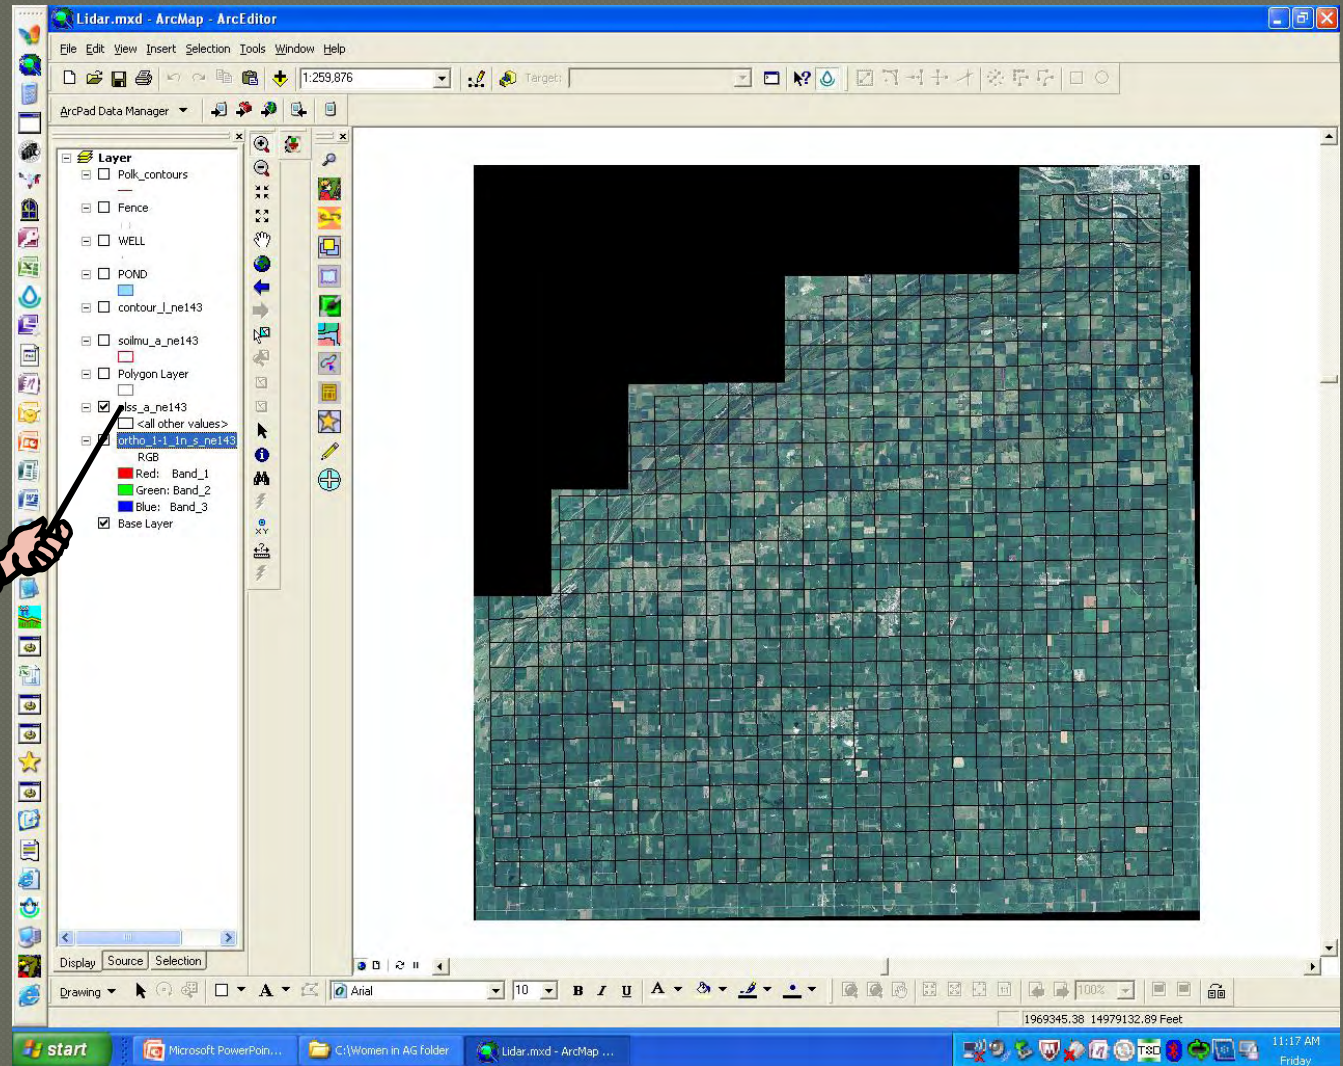 Lidar.mxd - ArcMap - ArcEditor
File Edit View Insert Selection Tools Window Help
1:259,876
Target:
ArcPad Data Manager
Layer
Polk_contours
Fence
WELL
POND
contour_l_ne143
soilmu_a_ne143
Polygon Layer
plss_a_ne143
<all other values>
ortho_1-1_1n_s_ne143
RGB
Red: Band_1
Green: Band_2
Blue: Band_3
Base Layer
Display Source Selection
Drawing A Arial 10 B I U A 100%
1969345.38 14979132.89 Feet
start Microsoft PowerPoin... C:\Women in AG folder Lidar.mxd - ArcMap ... 11:17 AM
Friday